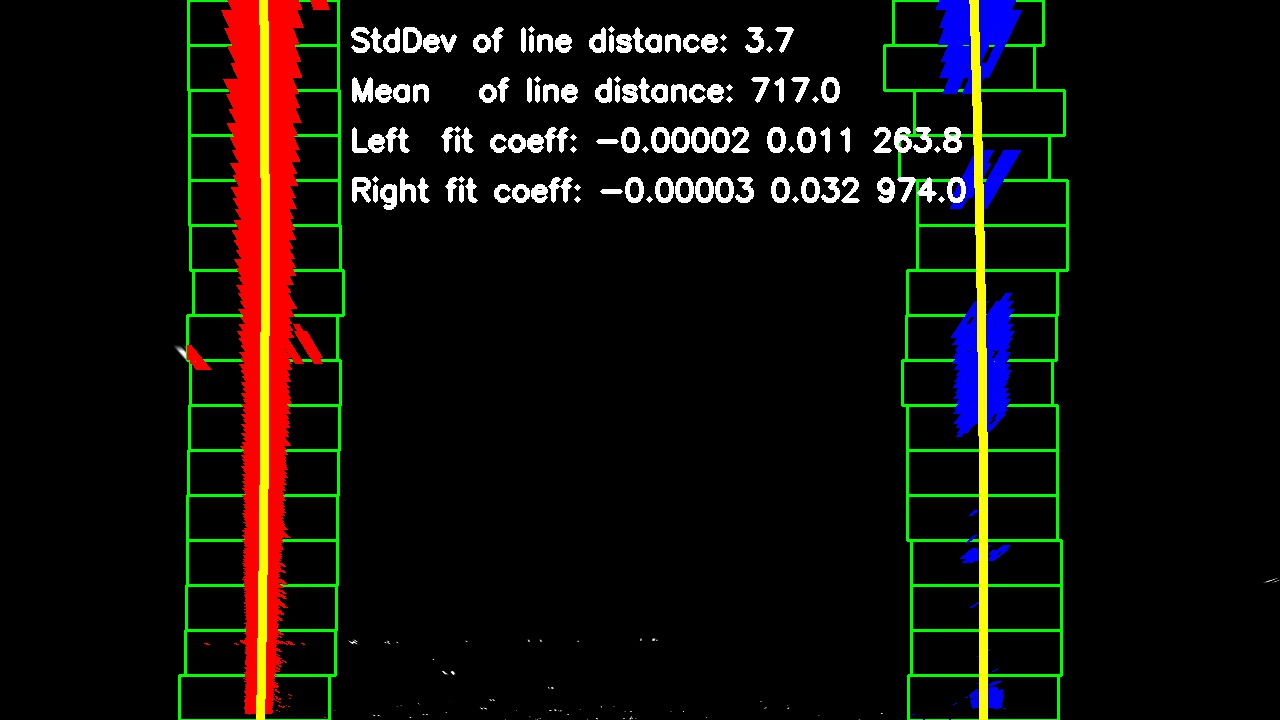 StdDev of line distance: 3.7
Mean of line distance: 717.0
Left fit coeff: -0.00002 0.011 263.8
Right fit coeff: -0.00003 0.032 974.0